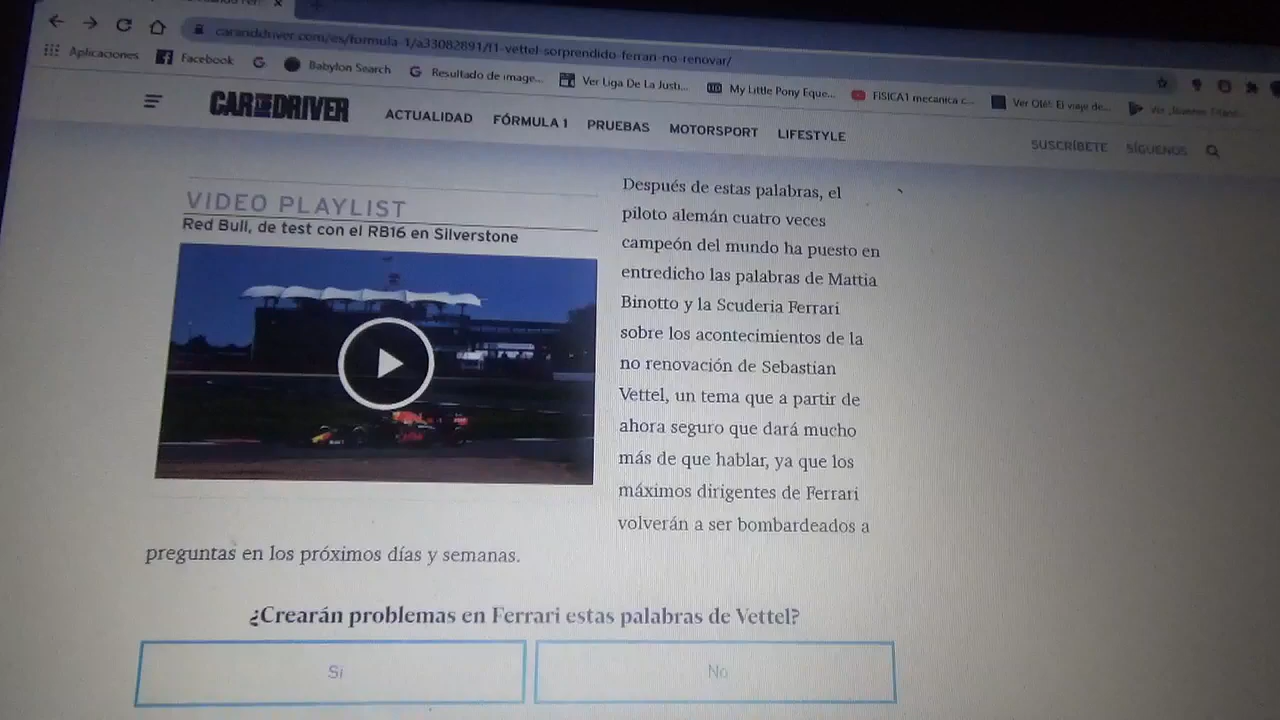 caranddriver.com/es/formula-1/a33082891/f1-vettel-sorprendido-ferrari-no-renovar/
Aplicaciones
Facebook
Babylon Search
Resultado de image...
Ver Liga De La Justi...
My Little Pony Eque...
FISICA1 mecanica c...
Ver Olé!: El viaje de...
CAR AND DRIVER
ACTUALIDAD
FÓRMULA 1
PRUEBAS
MOTORSPORT
LIFESTYLE
SUSCRÍBETE
SÍGUENOS
VIDEO PLAYLIST
Red Bull, de test con el RB16 en Silverstone
Después de estas palabras, el
piloto alemán cuatro veces
campeón del mundo ha puesto en
entredicho las palabras de Mattia
Binotto y la Scuderia Ferrari
sobre los acontecimientos de la
no renovación de Sebastian
Vettel, un tema que a partir de
ahora seguro que dará mucho
más de que hablar, ya que los
máximos dirigentes de Ferrari
volverán a ser bombardeados a
preguntas en los próximos días y semanas.
¿Crearán problemas en Ferrari estas palabras de Vettel?
Si
No